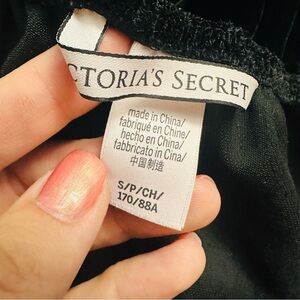 CTORIA'S SECRET
made in China/
fabriqué en Chine/
hecho en China/
fabbricato in Cina/
中国制造
S/P/CH/
170/88A